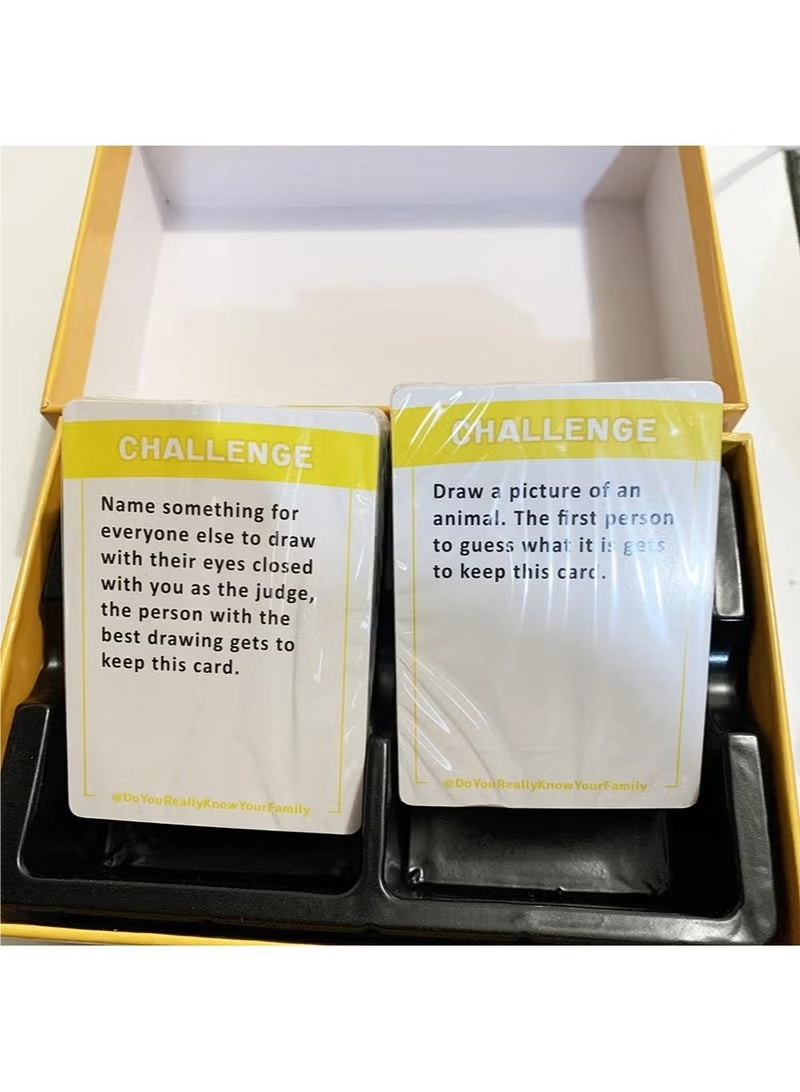 CHALLENGE
Name something for
everyone else to draw
with their eyes closed
with you as the judge,
the person with the
best drawing gets to
keep this card.
@DoYouReallyKnowYourFamily
CHALLENGE
Draw a picture of an
animal. The first person
to guess what it is gets
to keep this card.
@DoYouReallyKnowYourFamily